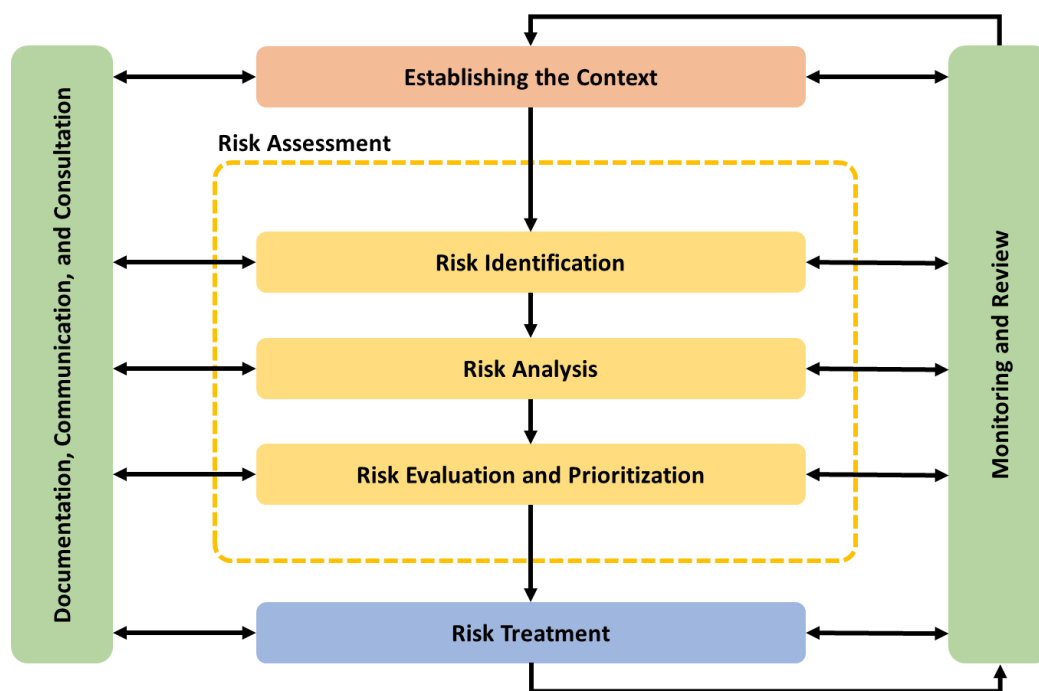 Establishing the Context
Documentation, Communication, and Consultation
Risk Assessment
Risk Identification
Risk Analysis
Risk Evaluation and Prioritization
Risk Treatment
Monitoring and Review